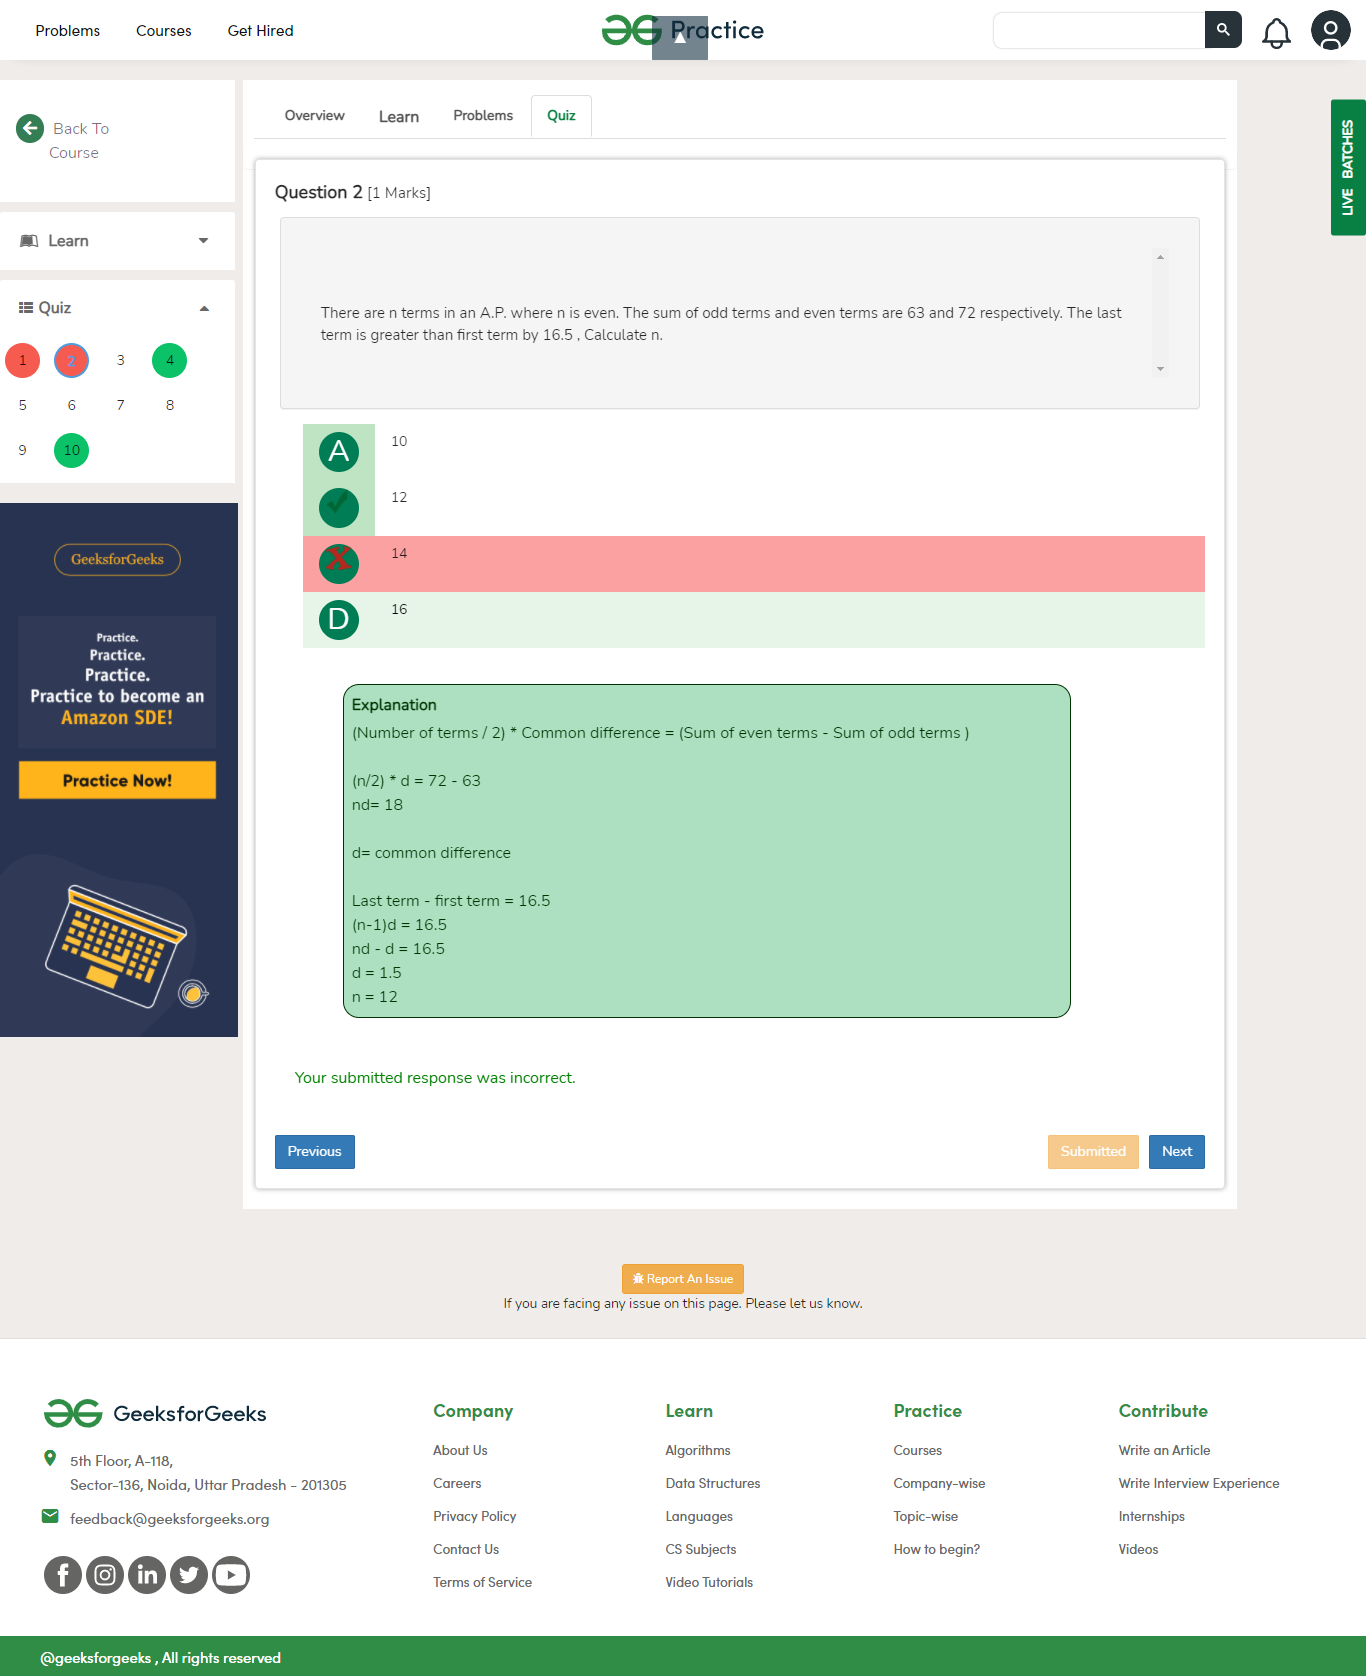 Problems Courses Get Hired
Practice
Back To
Course
Learn
Quiz
1 2 3 4
5 6 7 8
9 10
GeeksforGeeks
Practice.
Practice.
Practice.
Practice to become an
Amazon SDE!
Practice Now!
Overview Learn Problems Quiz
Question 2 [1 Marks]
There are n terms in an A.P. where n is even. The sum of odd terms and even terms are 63 and 72 respectively. The last
term is greater than first term by 16.5 , Calculate n.
A 10
12
X 14
D 16
Explanation
(Number of terms / 2) * Common difference = (Sum of even terms - Sum of odd terms )
(n/2) * d = 72 - 63
nd= 18
d= common difference
Last term - first term = 16.5
(n-1)d = 16.5
nd - d = 16.5
d = 1.5
n = 12
Your submitted response was incorrect.
Previous Submitted Next
LIVE BATCHES
Report An Issue
If you are facing any issue on this page. Please let us know.
GeeksforGeeks
5th Floor, A-118,
Sector-136, Noida, Uttar Pradesh - 201305
feedback@geeksforgeeks.org
Company
About Us
Careers
Privacy Policy
Contact Us
Terms of Service
Learn
Algorithms
Data Structures
Languages
CS Subjects
Video Tutorials
Practice
Courses
Company-wise
Topic-wise
How to begin?
Contribute
Write an Article
Write Interview Experience
Internships
Videos
@geeksforgeeks , All rights reserved